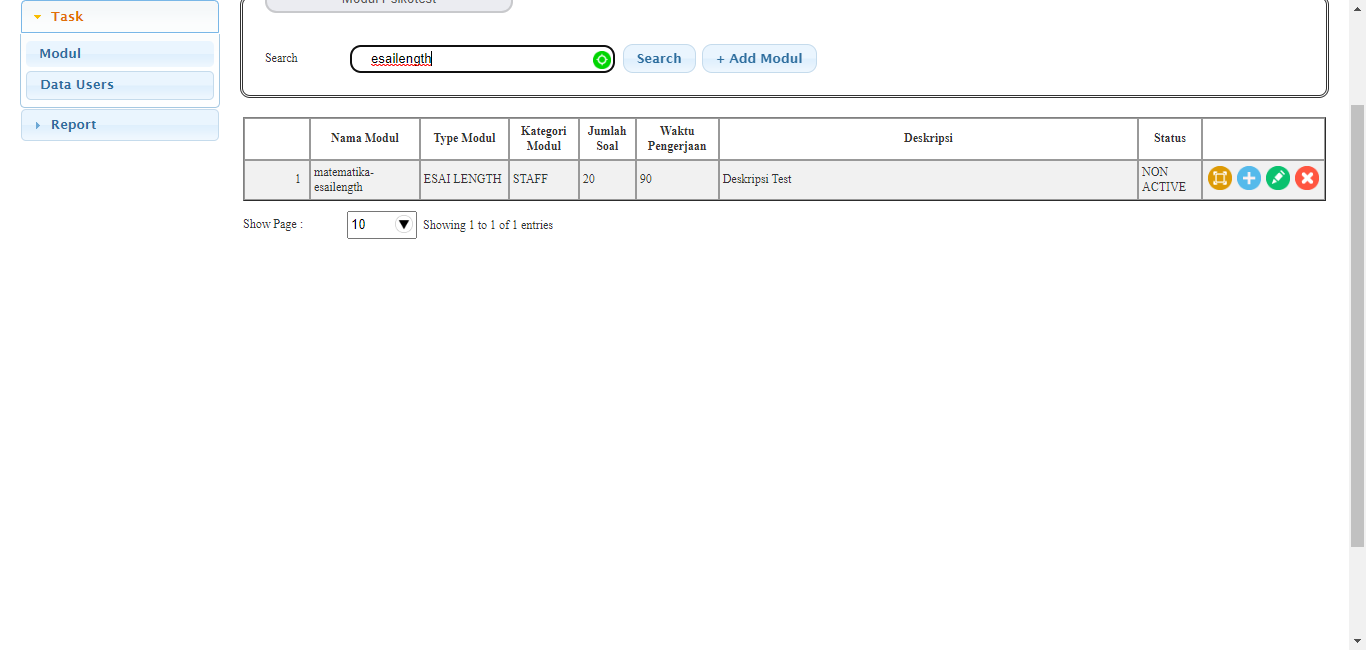 Task
Modul
Data Users
Report
Modul Psikotest
Search
esailength
Search
+ Add Modul
Nama Modul
Type Modul
Kategori
Modul
Jumlah
Soal
Waktu
Pengerjaan
Deskripsi
Status
1
matematika-
esailength
ESAI LENGTH
STAFF
20
90
Deskripsi Test
NON
ACTIVE
Show Page :
10
Showing 1 to 1 of 1 entries